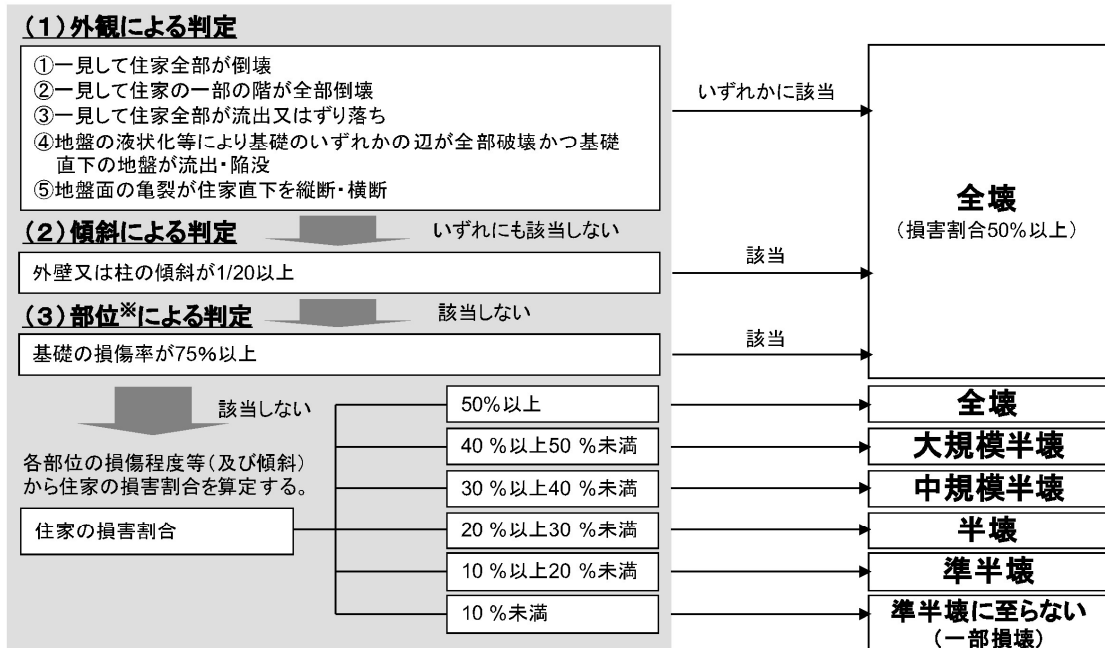 (1)外観による判定
①一見して住家全部が倒壊
②一見して住家の一部の階が全部倒壊
③一見して住家全部が流出又はずり落ち
④地盤の液状化等により基礎のいずれかの辺が全部破壊かつ基礎
直下の地盤が流出・陥没
⑤地盤面の亀裂が住家直下を縦断・横断
いずれかに該当
全壊
(損害割合50%以上)
(2)傾斜による判定
いずれにも該当しない
外壁又は柱の傾斜が1/20以上
該当
(3)部位※による判定
該当しない
基礎の損傷率が75%以上
該当
該当しない
各部位の損傷程度等(及び傾斜)
から住家の損害割合を算定する。
住家の損害割合
50%以上
全壊
40 %以上50 %未満
大規模半壊
30 %以上40 %未満
中規模半壊
20 %以上30 %未満
半壊
10 %以上20 %未満
準半壊
10 %未満
準半壊に至らない
(一部損壊)